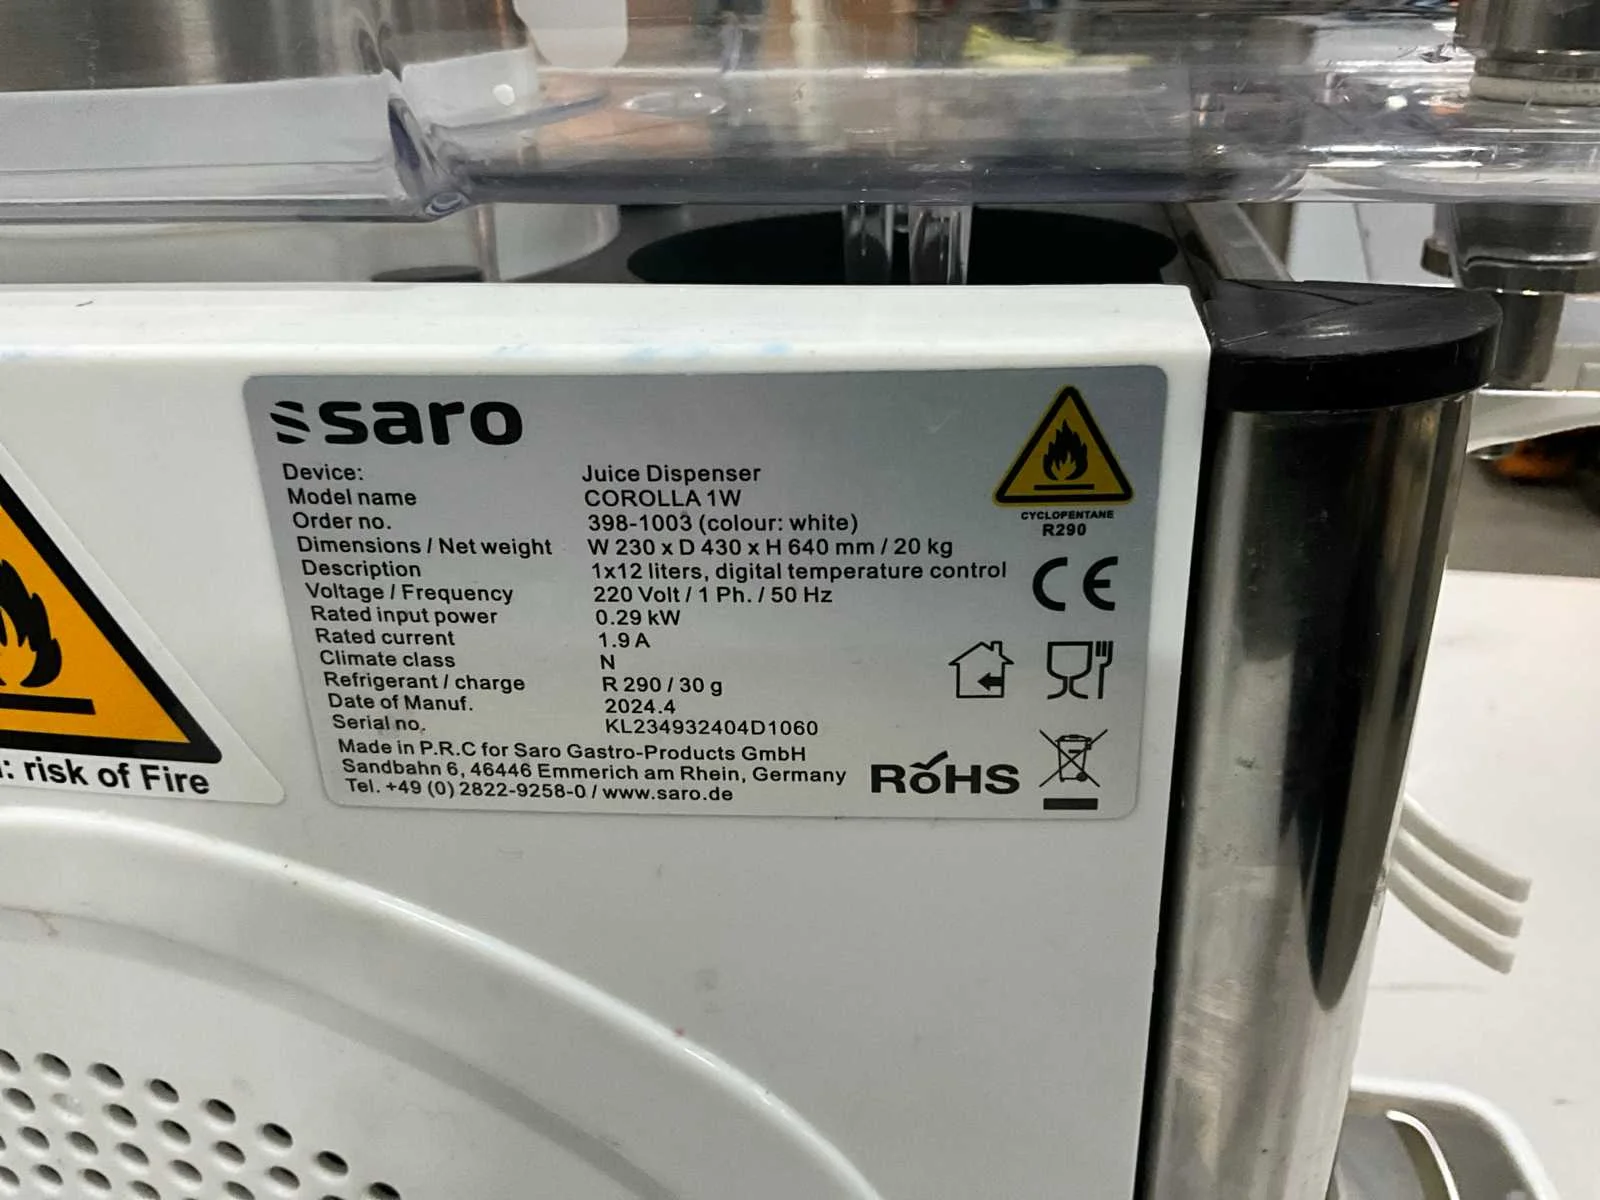 saro
Device: Juice Dispenser
Model name COROLLA 1W
Order no. 398-1003 (colour: white)
Dimensions / Net weight W 230 x D 430 x H 640 mm / 20 kg
Description 1x12 liters, digital temperature control
Voltage / Frequency 220 Volt / 1 Ph. / 50 Hz
Rated input power 0.29 kW
Rated current 1.9 A
Climate class N
Refrigerant / charge R 290 / 30 g
Date of Manuf. 2024.4
Serial no. KL234932404D1060
Made in P.R.C for Saro Gastro-Products GmbH
Sandbahn 6, 46446 Emmerich am Rhein, Germany
Tel. +49 (0) 2822-9258-0 / www.saro.de
CYCLOPENTANE
R290
CE
RoHS
: risk of Fire